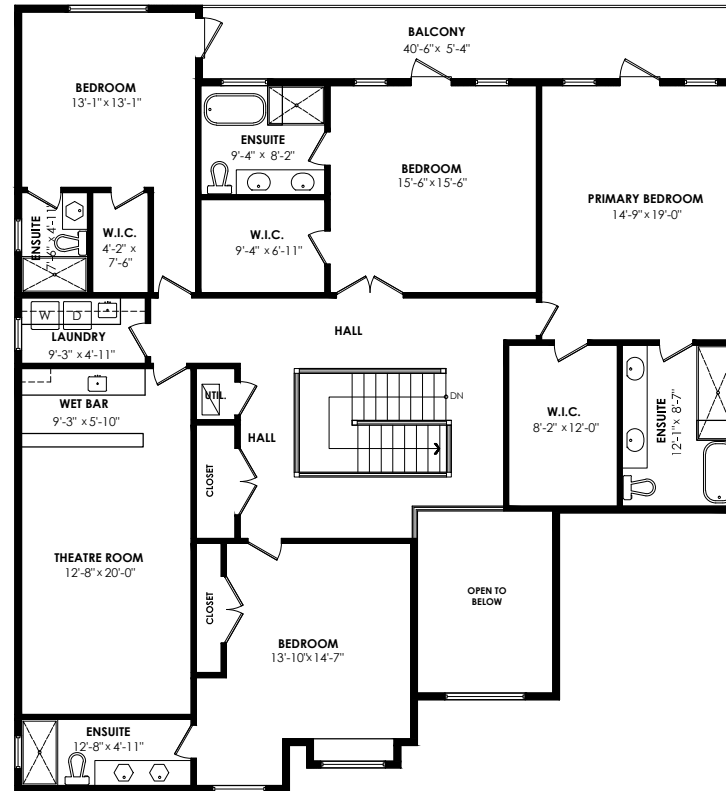 BALCONY
40'-6" x 5'-4"
BEDROOM
13'-1" x 13'-1"
ENSUITE
9'-4" x 8'-2"
BEDROOM
15'-6" x 15'-6"
PRIMARY BEDROOM
14'-9" x 19'-0"
ENSUITE
7'-6" x 4'-11"
W.I.C.
4'-2" x
7'-6"
W.I.C.
9'-4" x 6'-11"
W D
LAUNDRY
9'-3" x 4'-11"
HALL
WET BAR
9'-3" x 5'-10"
UTIL.
DN
HALL
W.I.C.
8'-2" x 12'-0"
ENSUITE
12'-1" x 8'-7"
CLOSET
THEATRE ROOM
12'-8" x 20'-0"
CLOSET
BEDROOM
13'-10" x 14'-7"
OPEN TO
BELOW
ENSUITE
12'-8" x 4'-11"